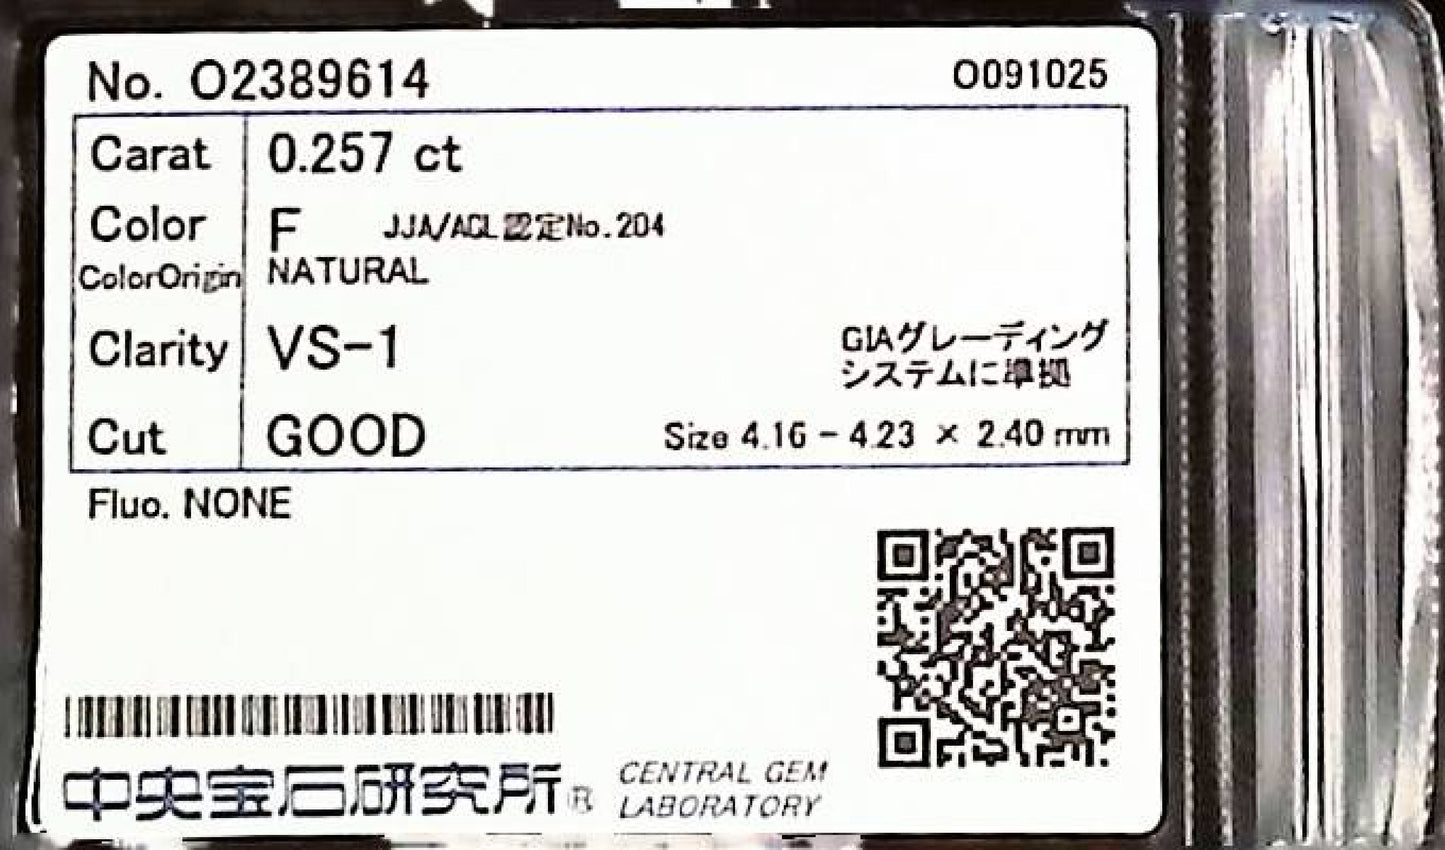 No. O2389614
O091025
Carat 0.257 ct
Color F JJA/AGL認定No.204
ColorOrigin NATURAL
Clarity VS-1
GIAグレーディング
システムに準拠
Cut GOOD Size 4.16 - 4.23 × 2.40 mm
Fluo. NONE
中央宝石研究所® CENTRAL GEM
LABORATORY